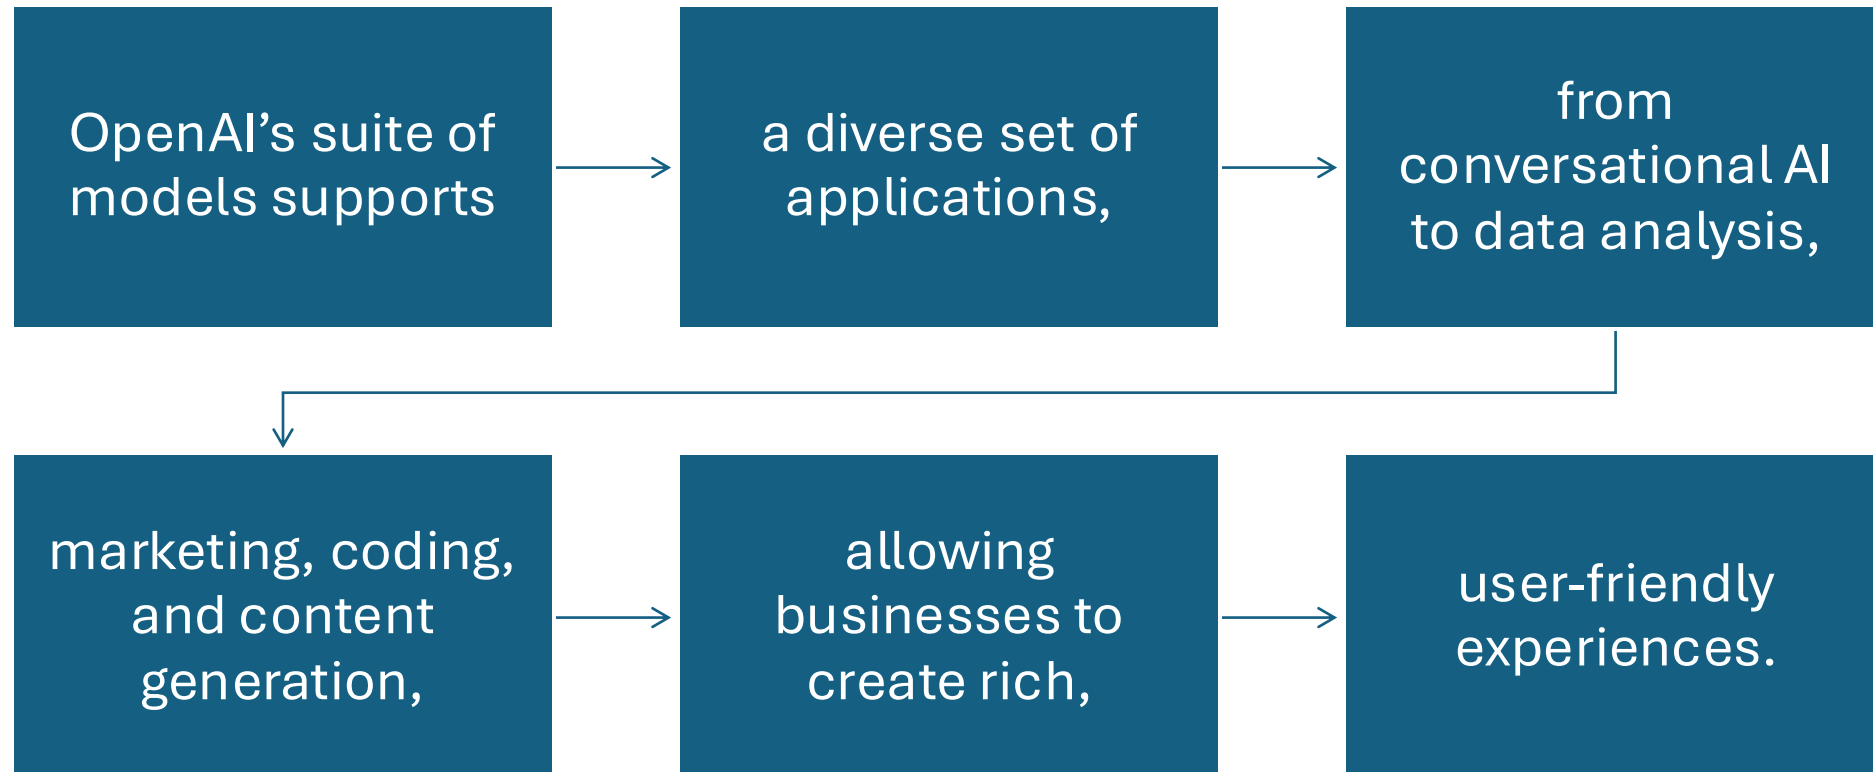 OpenAI’s suite of
models supports
a diverse set of
applications,
from
conversational AI
to data analysis,
marketing, coding,
and content
generation,
allowing
businesses to
create rich,
user-friendly
experiences.